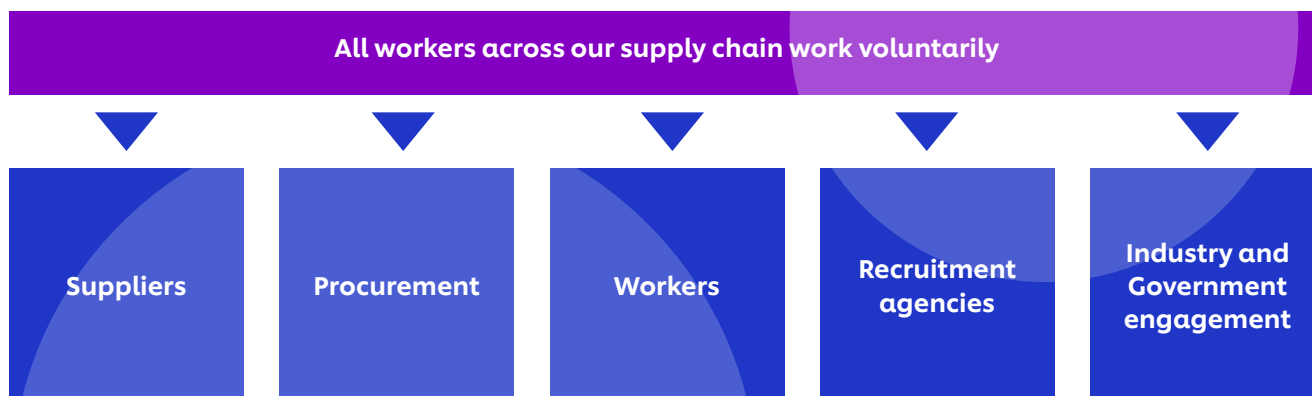 All workers across our supply chain work voluntarily
Suppliers
Procurement
Workers
Recruitment
agencies
Industry and
Government
engagement